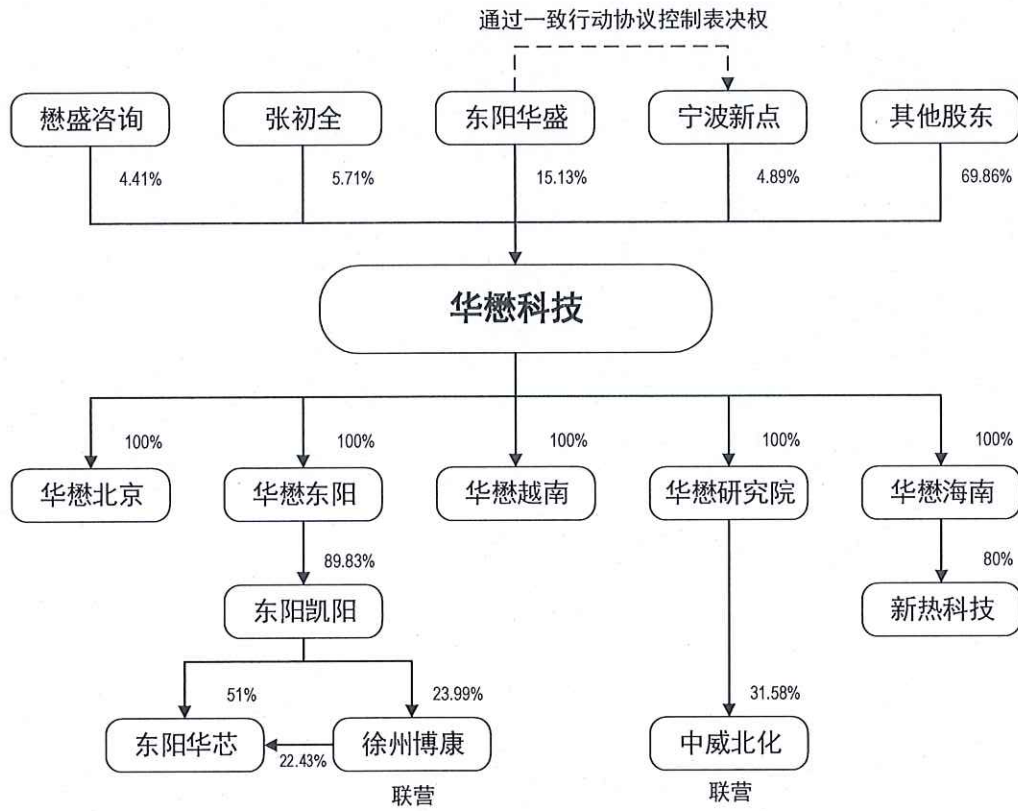 通过一致行动协议控制表决权
懋盛咨询
张初全
东阳华盛
宁波新点
其他股东
4.41%
5.71%
15.13%
4.89%
69.86%
华懋科技
100%
100%
100%
100%
100%
华懋北京
华懋东阳
华懋越南
华懋研究院
华懋海南
89.83%
80%
东阳凯阳
新热科技
51%
23.99%
31.58%
东阳华芯
22.43%
徐州博康
中威北化
联营
联营